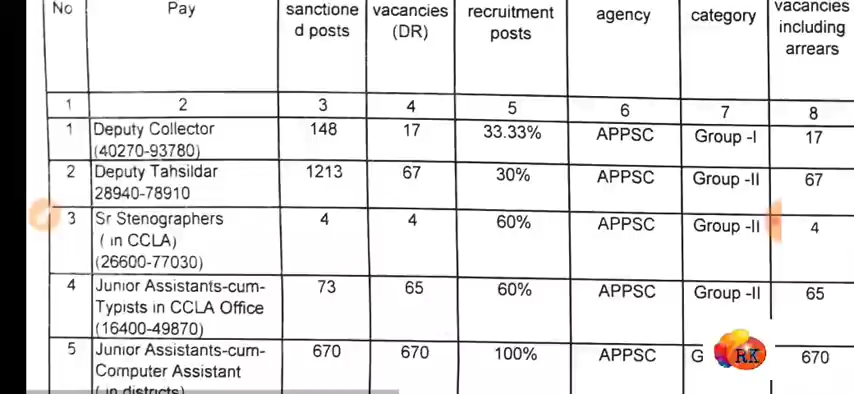 No Pay sanctione vacancies recruitment agency category vacancies
d posts (DR) posts including
arrears
1 2 3 4 5 6 7 8
1 Deputy Collector 148 17 33.33% APPSC Group -I 17
(40270-93780)
2 Deputy Tahsildar 1213 67 30% APPSC Group -II 67
28940-78910
3 Sr Stenographers 4 4 60% APPSC Group -II 4
( in CCLA)
(26600-77030)
4 Junior Assistants-cum- 73 65 60% APPSC Group -II 65
Typists in CCLA Office
(16400-49870)
5 Junior Assistants-cum- 670 670 100% APPSC G RK 670
Computer Assistant
( in districts)